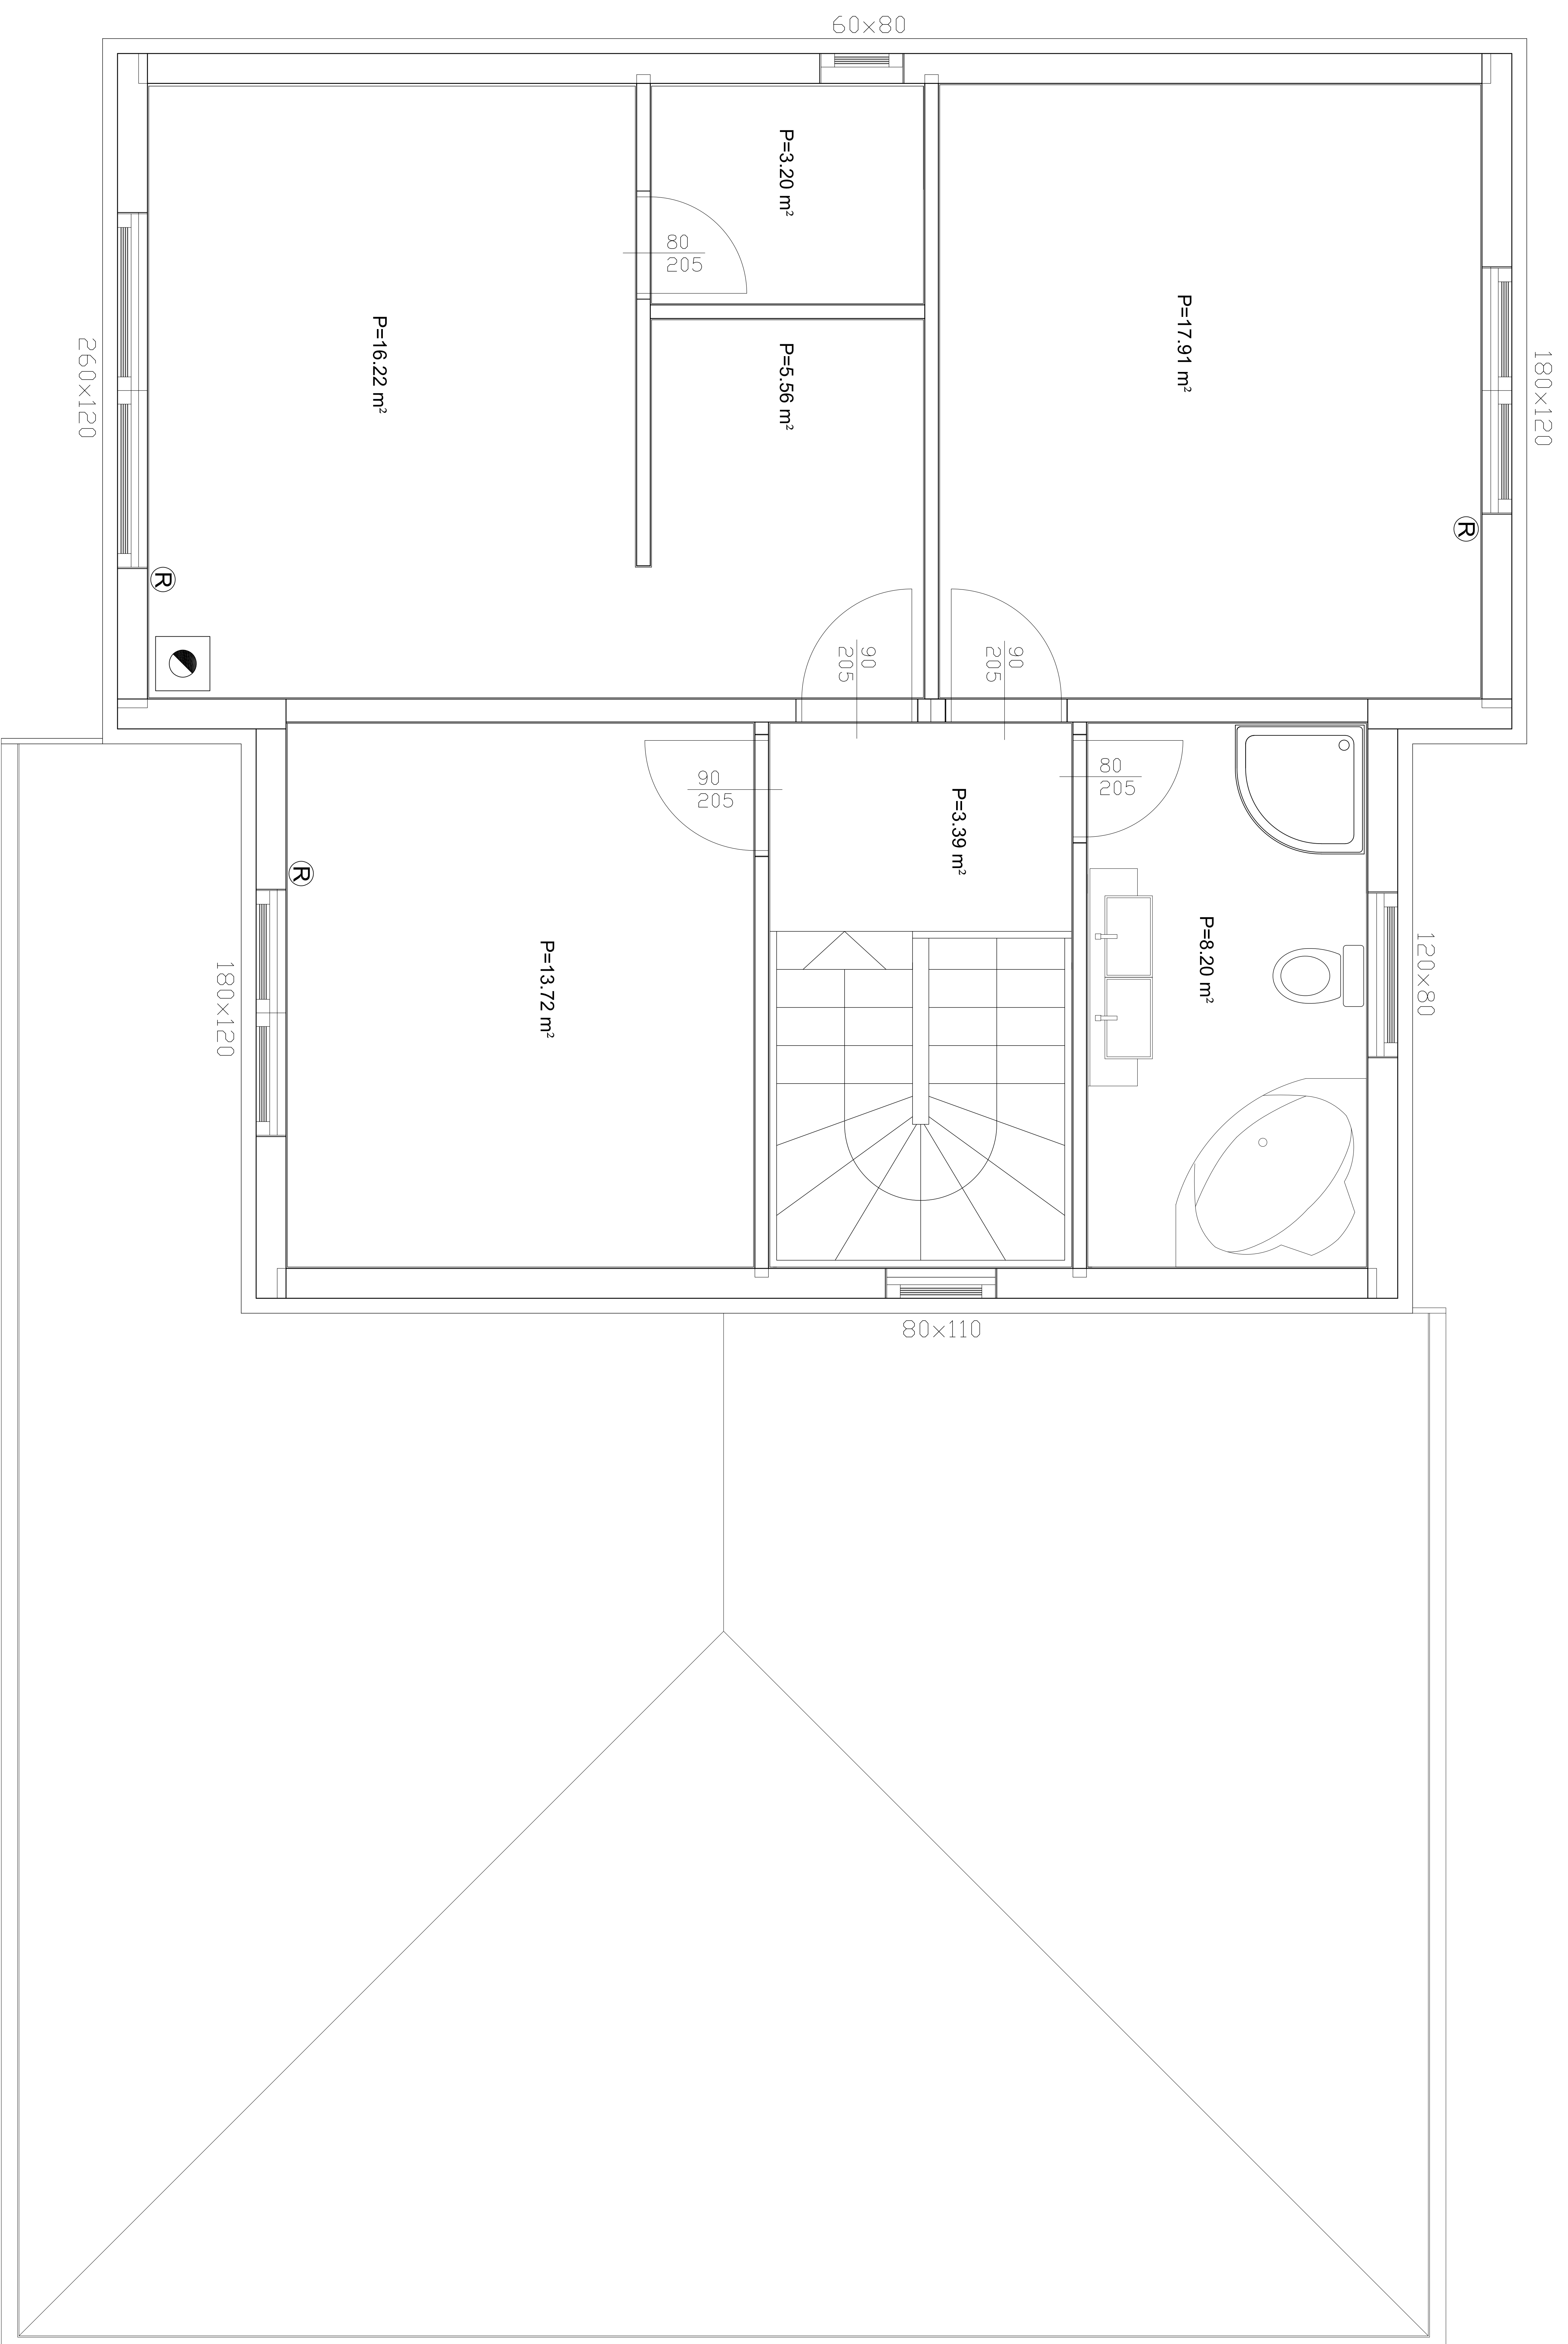 60x80
P=3.20 m²
80
205
P=17.91 m²
180x120
P=16.22 m²
P=5.56 m²
260x120
R
R
90
205
90
205
90
205
80
205
P=3.39 m²
R
P=8.20 m²
120x80
P=13.72 m²
180x120
80x110